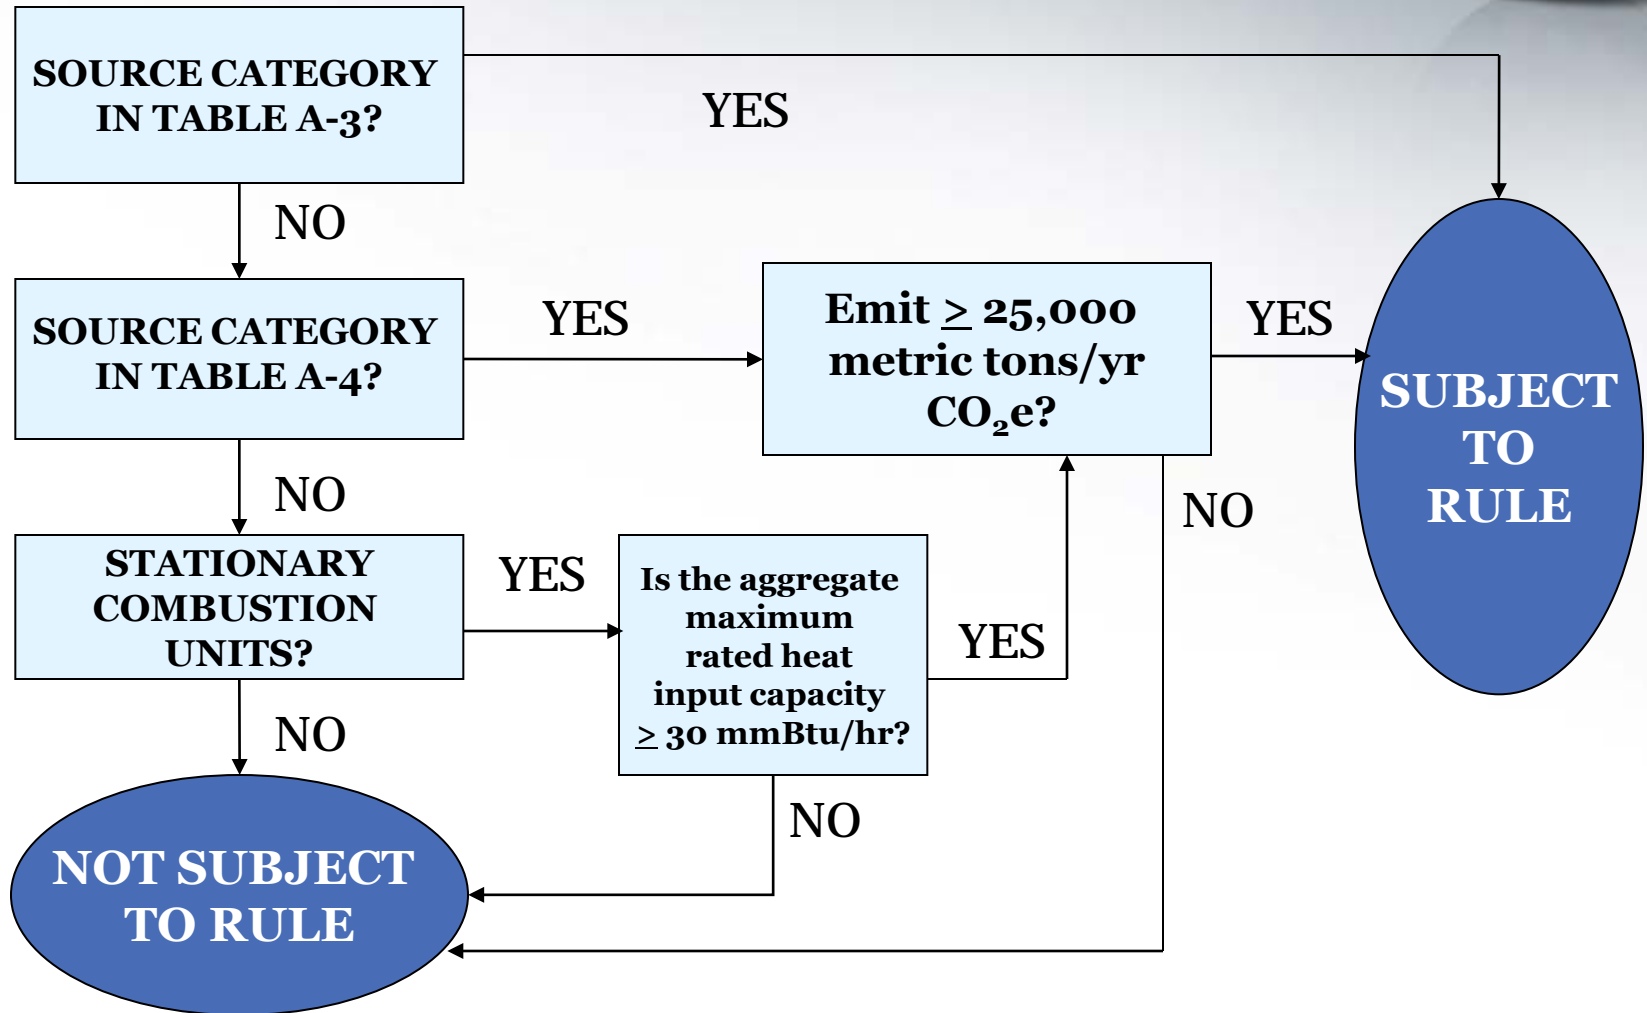 SOURCE CATEGORY
IN TABLE A-3?
YES
NO
SOURCE CATEGORY
IN TABLE A-4?
YES
Emit ≥ 25,000
metric tons/yr
CO₂e?
YES
SUBJECT
TO
RULE
NO
NO
STATIONARY
COMBUSTION
UNITS?
YES
Is the aggregate
maximum
rated heat
input capacity
≥ 30 mmBtu/hr?
YES
NO
NO
NOT SUBJECT
TO RULE